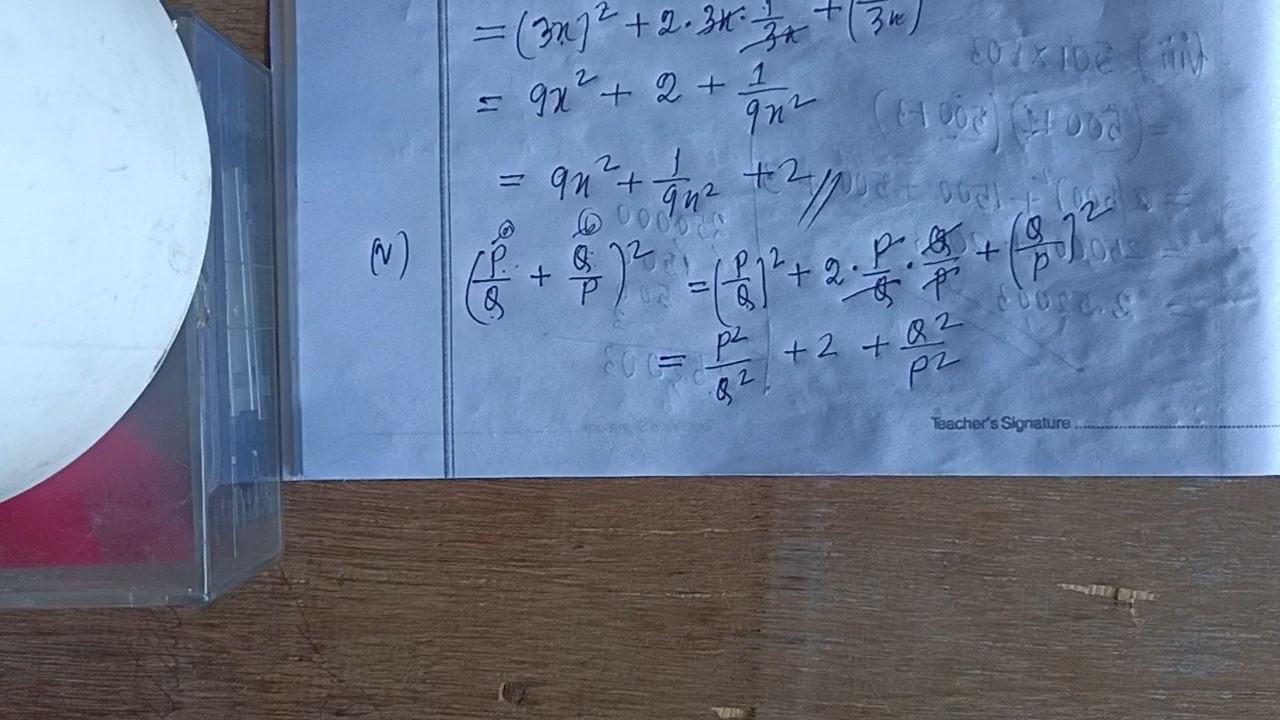 = (3x)² + 2·3x·1/3x + (1/3x)
= 9x² + 2 + 1/9x²
= 9x² + 1/9x² + 2 //
a b
(v) (P/Q + Q/P)² = (P/Q)² + 2·P/Q·Q/P + (Q/P)²
= P²/Q² + 2 + Q²/P²
Teacher's Signature